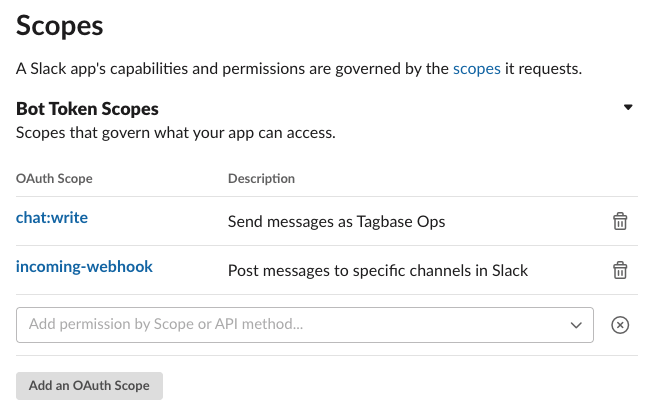 Scopes
A Slack app's capabilities and permissions are governed by the scopes it requests.
Bot Token Scopes
Scopes that govern what your app can access.
OAuth Scope Description
chat:write Send messages as Tagbase Ops
incoming-webhook Post messages to specific channels in Slack
Add permission by Scope or API method...
Add an OAuth Scope